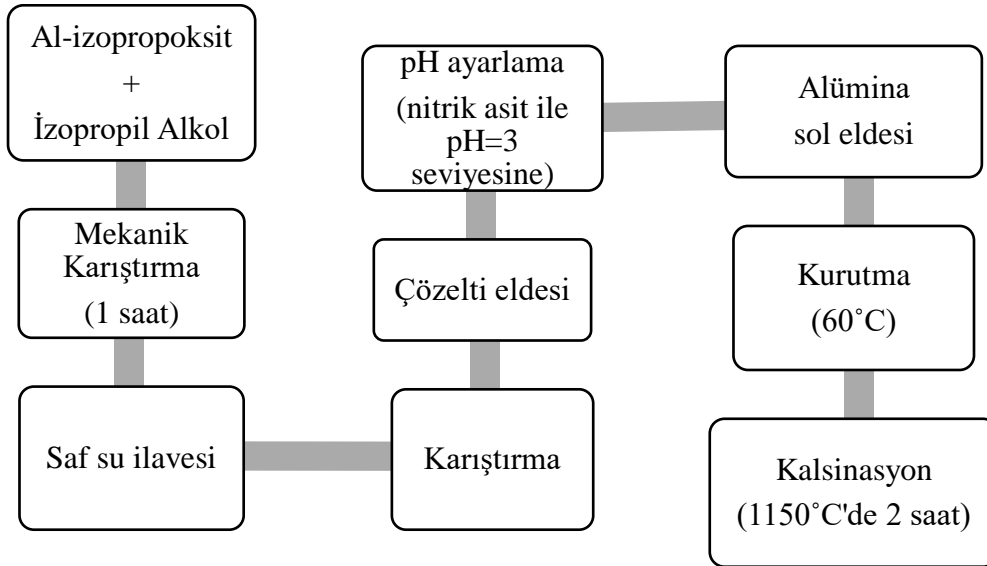 Al-izopropoksit
+
İzopropil Alkol
Mekanik
Karıştırma
(1 saat)
Saf su ilavesi
Karıştırma
Çözelti eldesi
pH ayarlama
(nitrik asit ile
pH=3
seviyesine)
Alümina
sol eldesi
Kurutma
(60˚C)
Kalsinasyon
(1150˚C'de 2 saat)